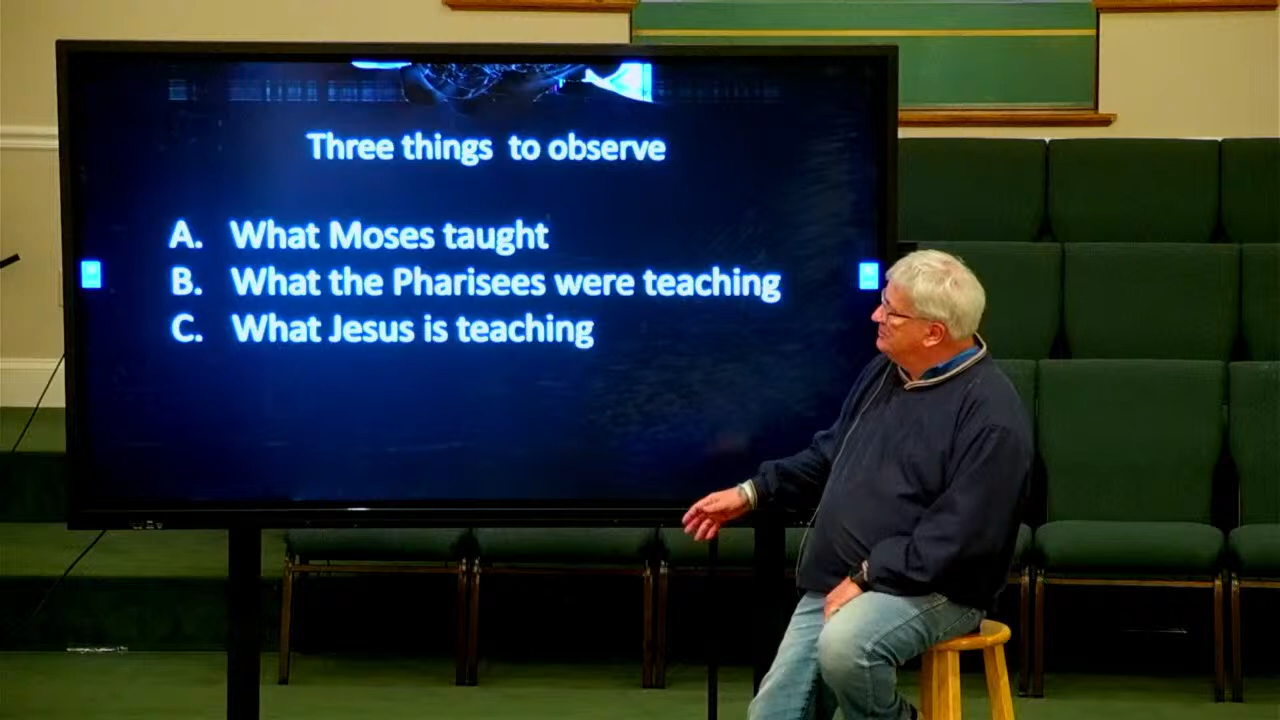 Three things to observe
A. What Moses taught
B. What the Pharisees were teaching
C. What Jesus is teaching